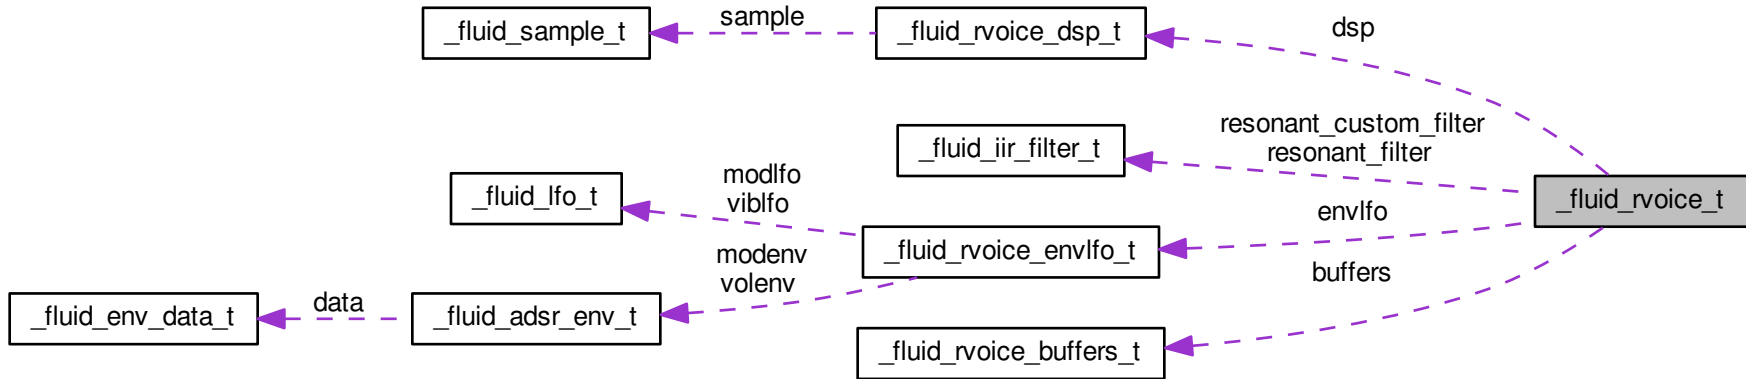 _fluid_sample_t
sample
_fluid_rvoice_dsp_t
dsp
_fluid_iir_filter_t
resonant_custom_filter
resonant_filter
_fluid_rvoice_t
_fluid_lfo_t
modlfo
viblfo
_fluid_rvoice_envlfo_t
envlfo
modenv
volenv
_fluid_env_data_t
data
_fluid_adsr_env_t
buffers
_fluid_rvoice_buffers_t